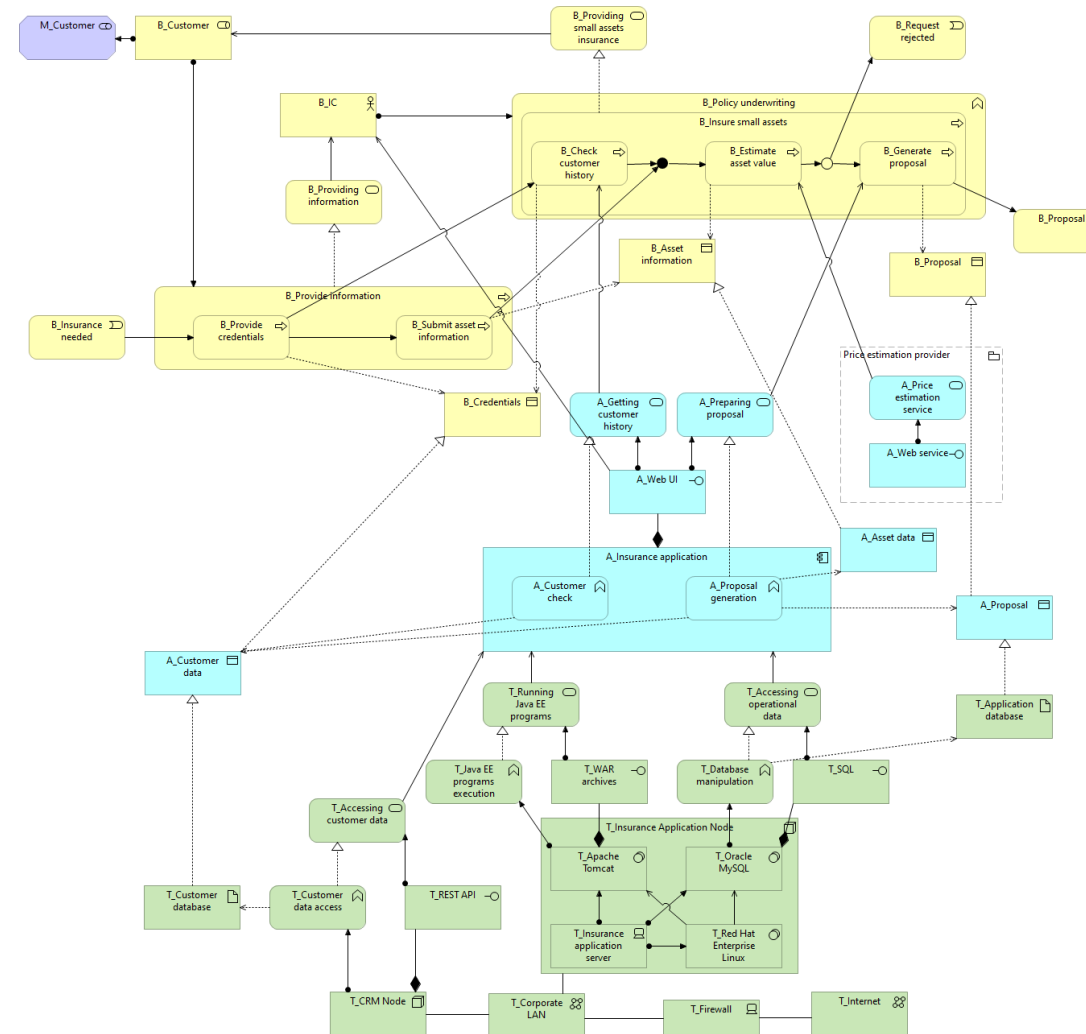 M_Customer
B_Customer
B_Providing
small assets
insurance
B_Request
rejected
B_IC
B_Policy underwriting
B_Insure small assets
B_Check
customer
history
B_Estimate
asset value
B_Generate
proposal
B_Providing
information
B_Proposal
B_Asset
information
B_Proposal
B_Provide information
B_Insurance
needed
B_Provide
credentials
B_Submit asset
information
Price estimation provider
A_Price
estimation
service
A_Web service
B_Credentials
A_Getting
customer
history
A_Preparing
proposal
A_Web UI
A_Asset data
A_Insurance application
A_Customer
check
A_Proposal
generation
A_Proposal
A_Customer
data
T_Running
Java EE
programs
T_Accessing
operational
data
T_Application
database
T_Java EE
programs
execution
T_WAR
archives
T_Database
manipulation
T_SQL
T_Accessing
customer data
T_Insurance Application Node
T_Apache
Tomcat
T_Oracle
MySQL
T_Customer
database
T_Customer
data access
T_REST API
T_Insurance
application
server
T_Red Hat
Enterprise
Linux
T_CRM Node
T_Corporate
LAN
T_Firewall
T_Internet